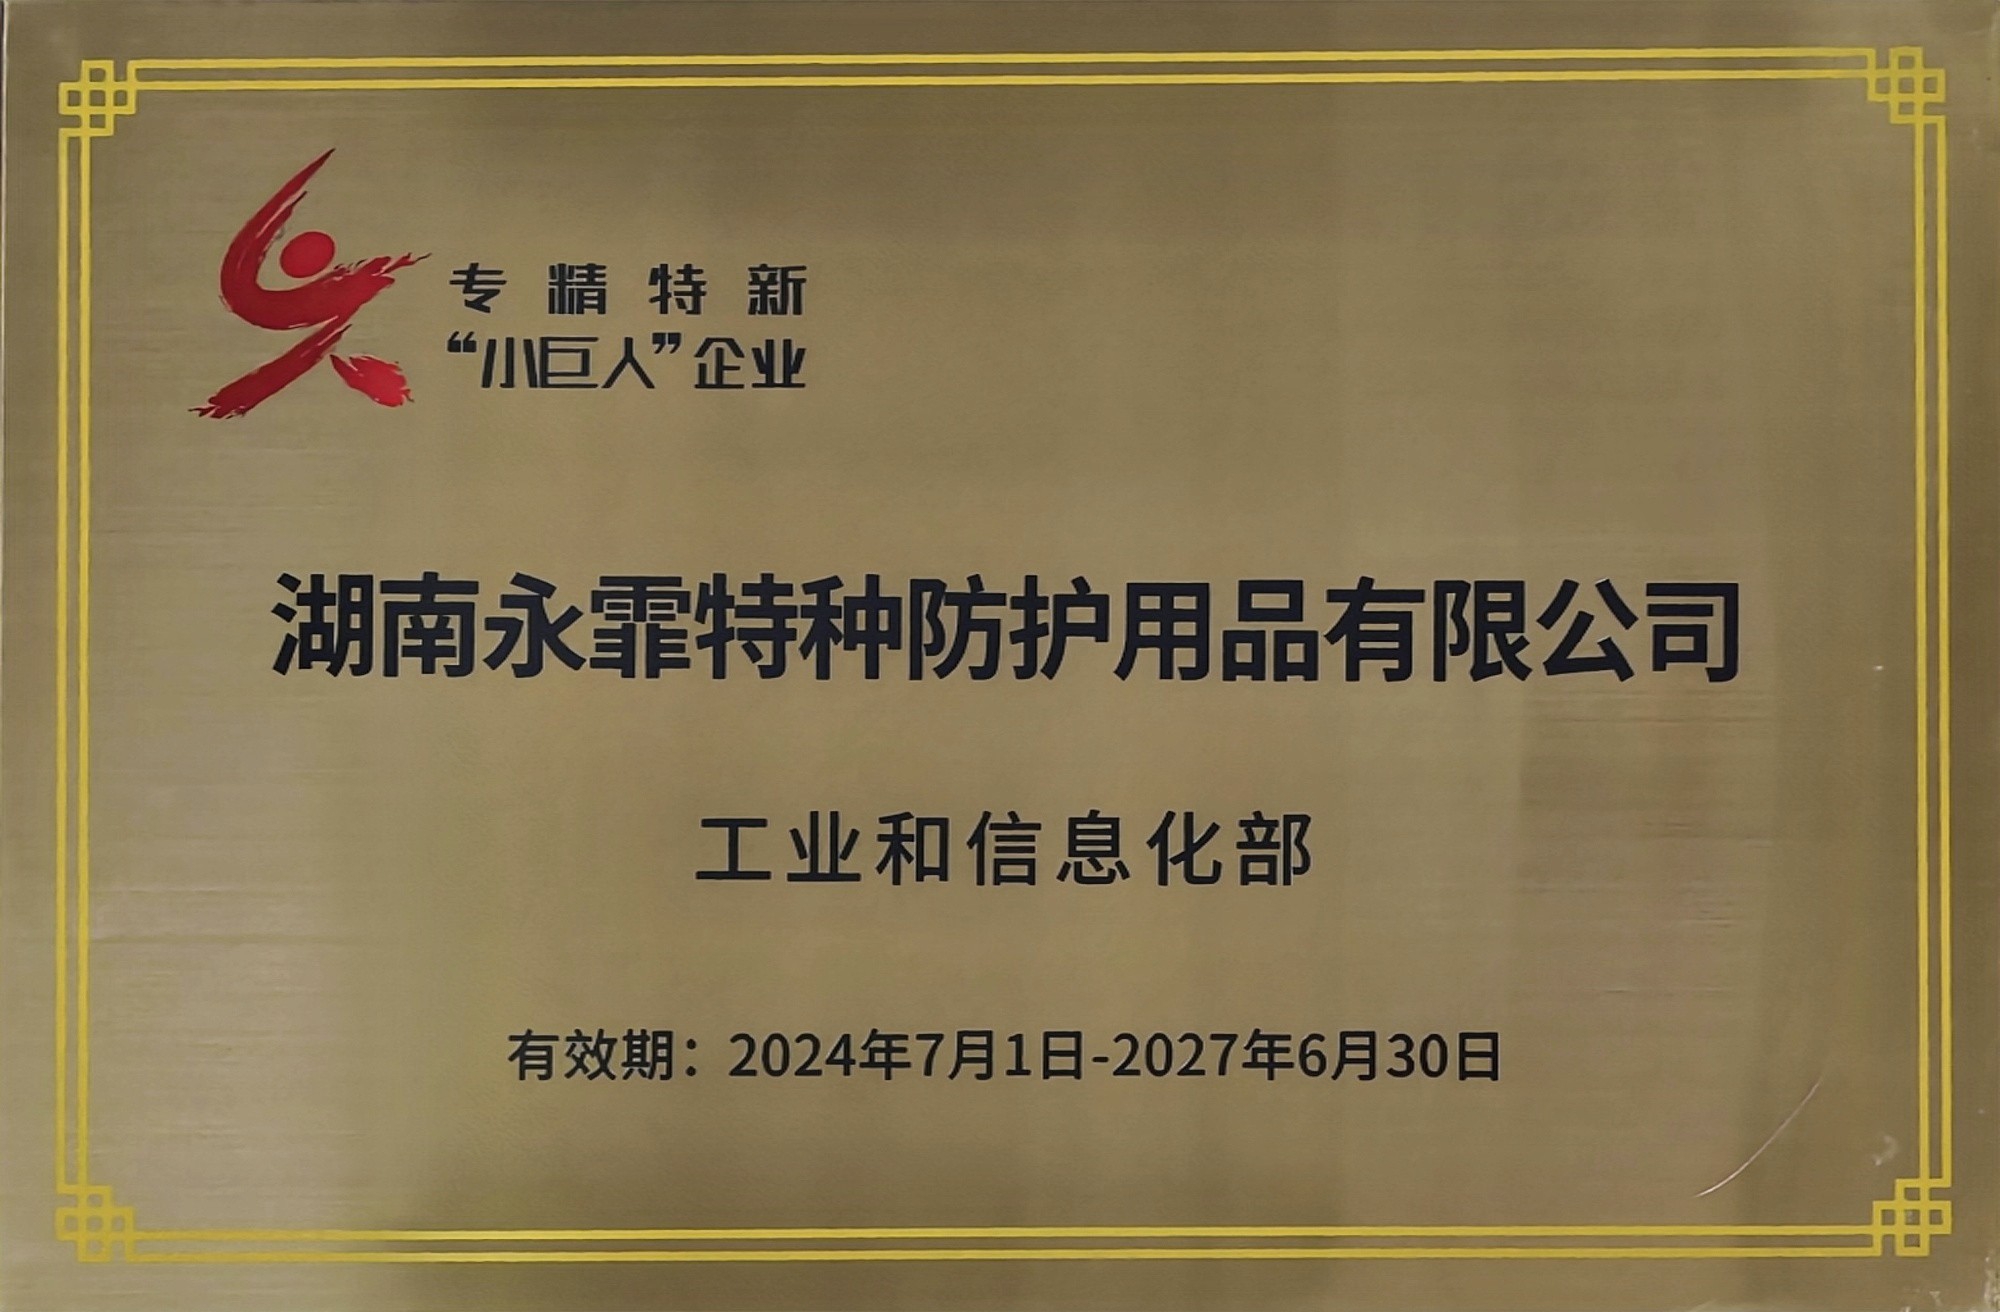 专精特新
“小巨人”企业
湖南永霏特种防护用品有限公司
工业和信息化部
有效期：2024年7月1日-2027年6月30日